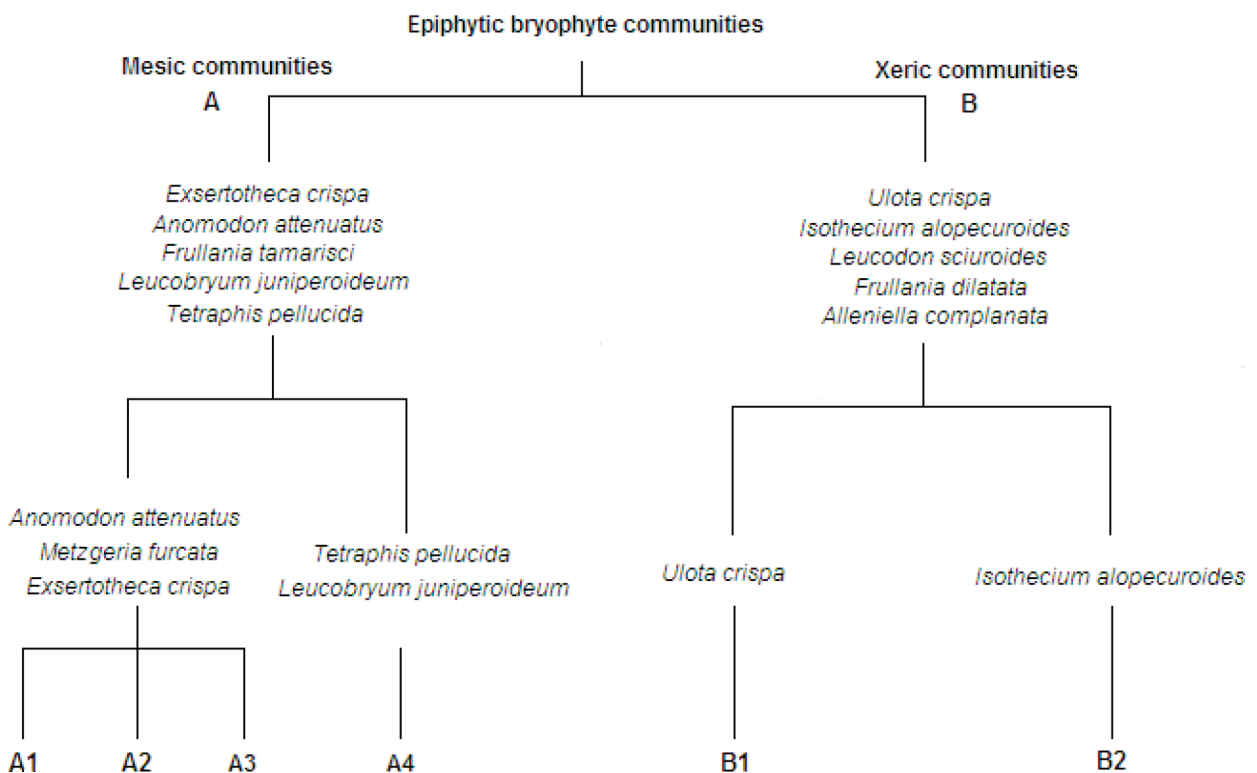 Epiphytic bryophyte communities
Mesic communities
A
Xeric communities
B
Exsertotheca crispa
Anomodon attenuatus
Frullania tamarisci
Leucobryum juniperoideum
Tetraphis pellucida
Ulota crispa
Isothecium alopecuroides
Leucodon sciuroides
Frullania dilatata
Alleniella complanata
Anomodon attenuatus
Metzgeria furcata
Exsertotheca crispa
Tetraphis pellucida
Leucobryum juniperoideum
Ulota crispa
Isothecium alopecuroides
A1
A2
A3
A4
B1
B2